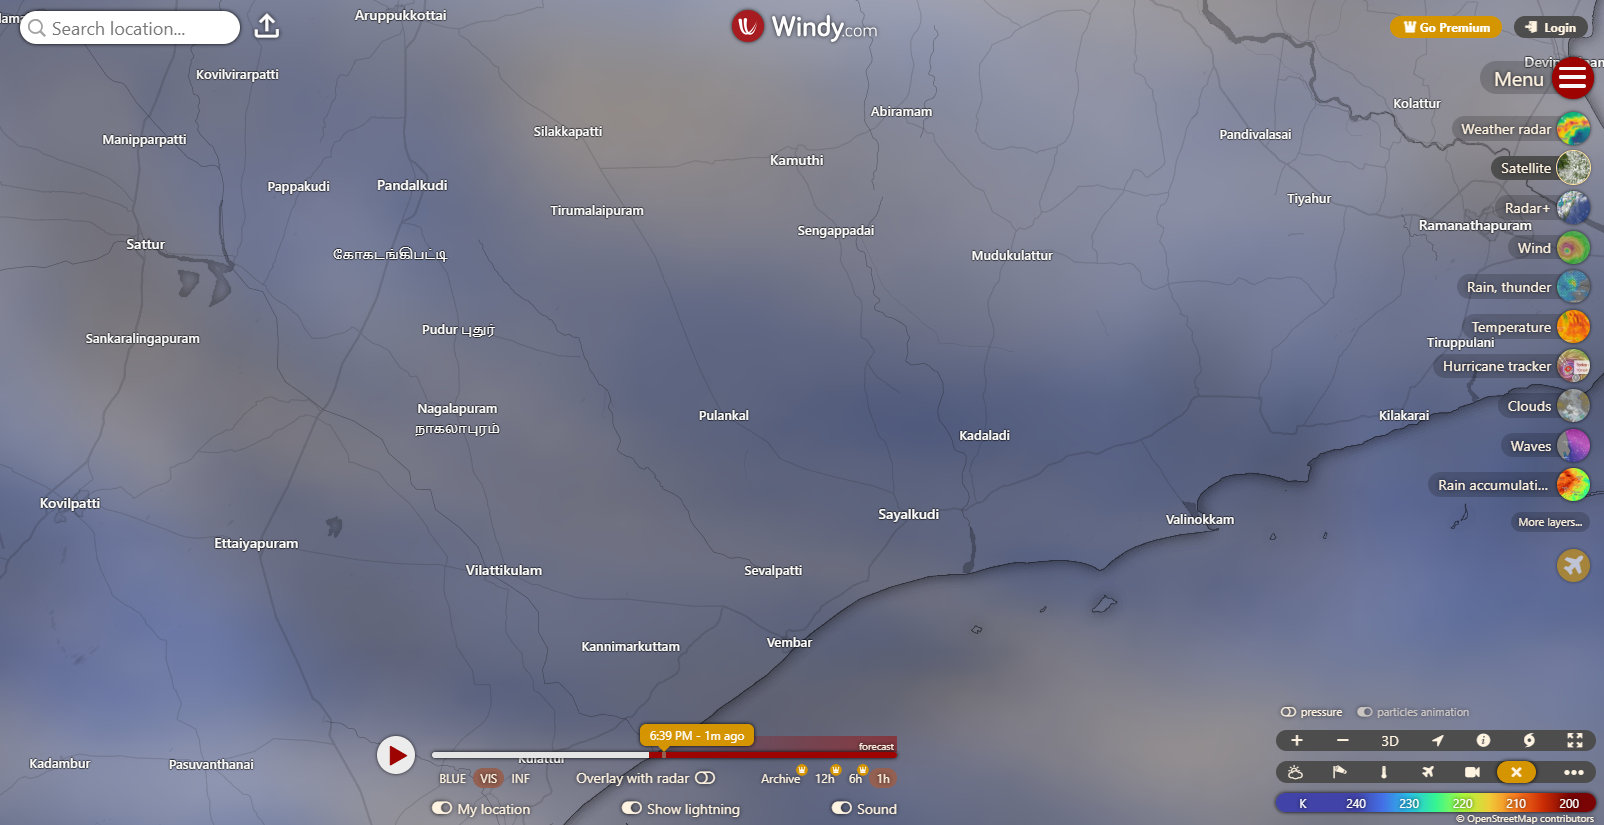 Aruppukkottai
Search location...
Windy.com
Go Premium
Login
Menu
Kovilvirarpatti
Kolattur
Abiramam
Silakkapatti
Manipparpatti
Pandivalasai
Weather radar
Kamuthi
Satellite
Pappakudi
Pandalkudi
Tirumalaipuram
Tiyahur
Radar+
Ramanathapuram
Sengappadai
Sattur
Wind
கோகடங்கிபட்டி
Mudukulattur
Rain, thunder
Pudur புதுர்
Temperature
Sankaralingapuram
Tiruppulani
Hurricane tracker
Nagalapuram
நாகலாபுரம்
Clouds
Pulankal
Kilakarai
Kadaladi
Waves
Rain accumulati...
Kovilpatti
Sayalkudi
Valinokkam
More layers...
Ettaiyapuram
Vilattikulam
Sevalpatti
Kannimarkuttam
Vembar
pressure
particles animation
6:39 PM - 1m ago
forecast
3D
Kadambur
Pasuvanthanai
Kulattur
BLUE VIS INF
Overlay with radar
Archive 12h 6h 1h
My location
Show lightning
Sound
K 240 230 220 210 200
© OpenStreetMap contributors